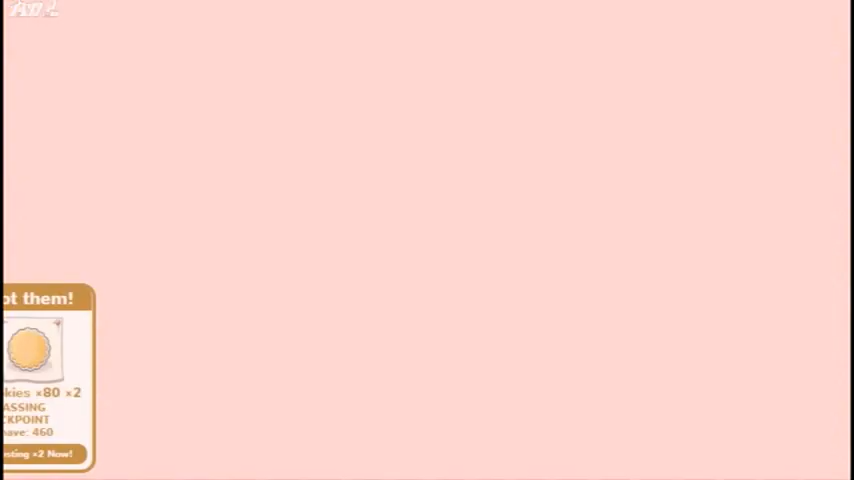 ot them!
kies ×80 ×2
ASSING
CKPOINT
have: 460
sting ×2 Now!